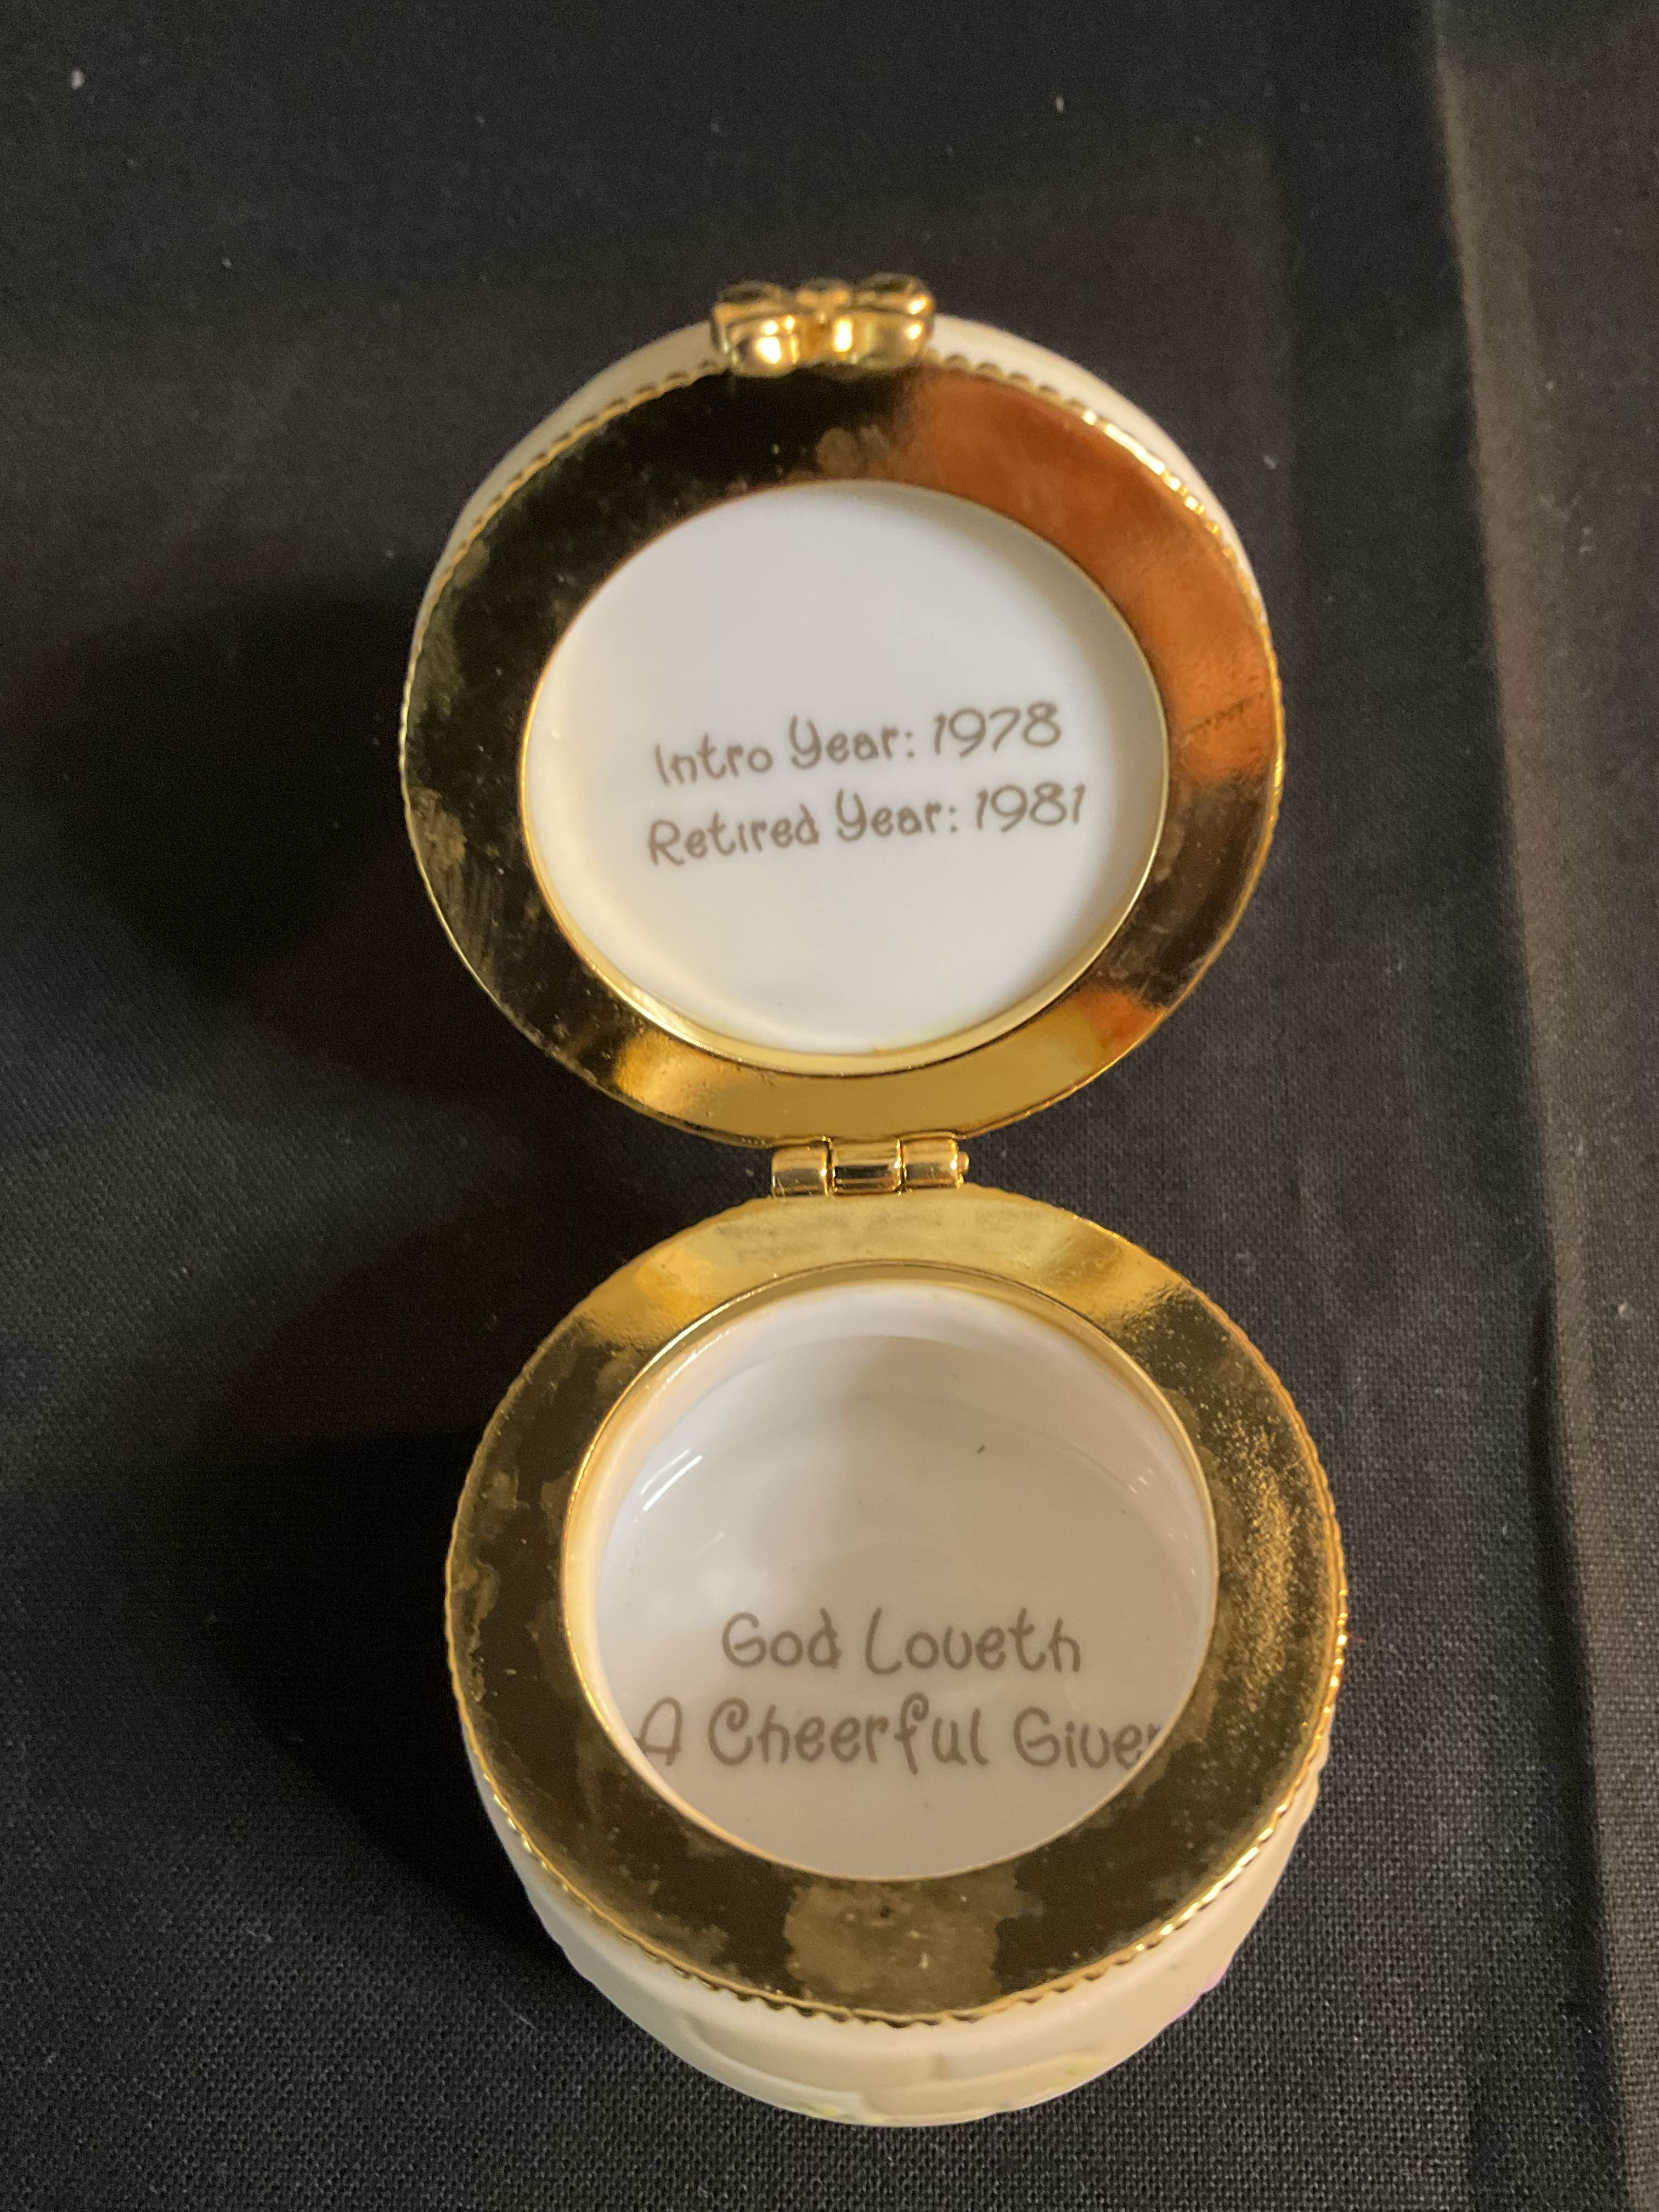 Intro Year: 1978
Retired Year: 1981
God Loveth
A Cheerful Giver